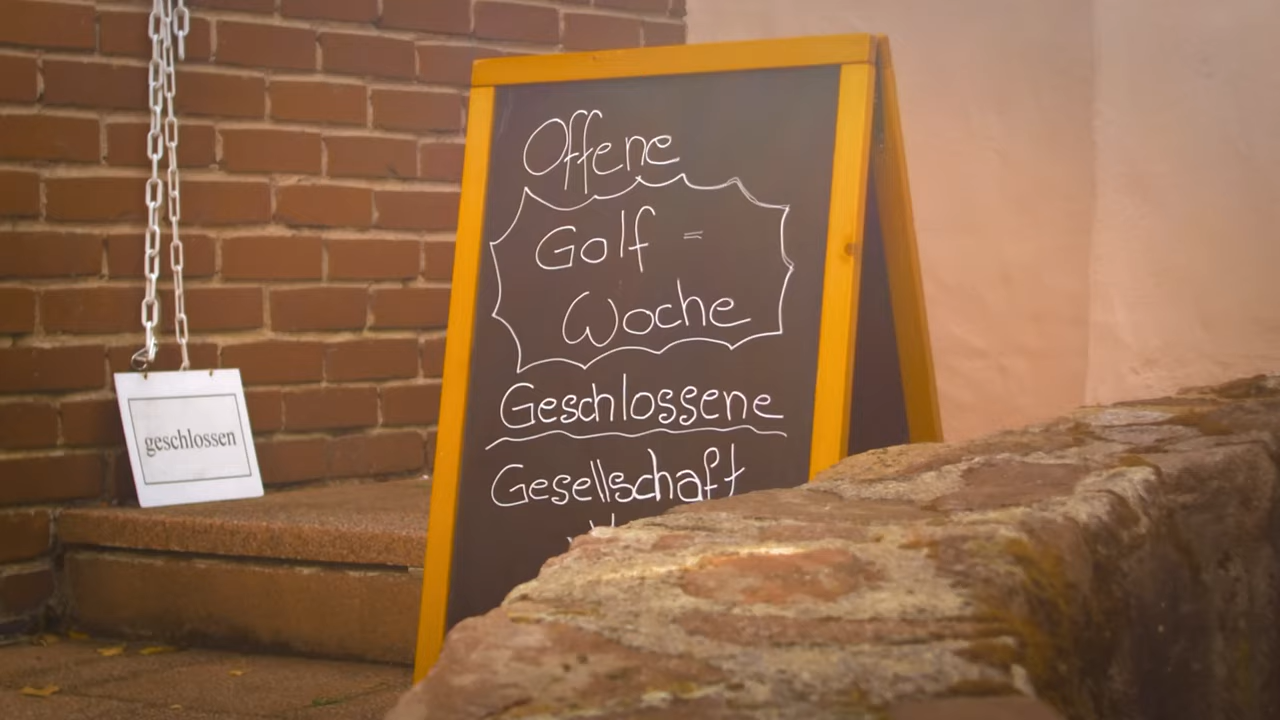 Offene
Golf =
Woche
Geschlossene
Gesellschaft
geschlossen